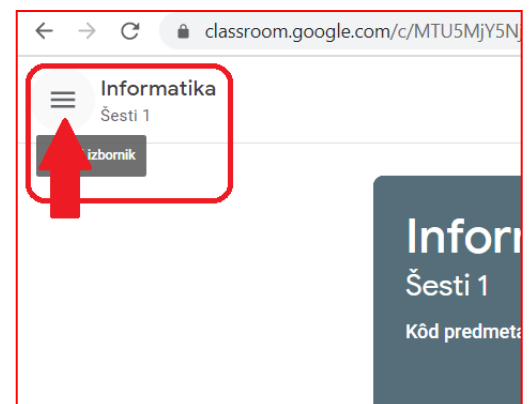 classroom.google.com/c/MTU5MjY5N
Informatika
Šesti 1
izbornik
Infor
Šesti 1
Kôd predmeta